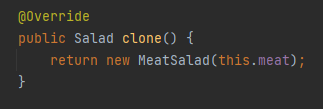 @Override
public Salad clone() {
    return new MeatSalad(this.meat);
}